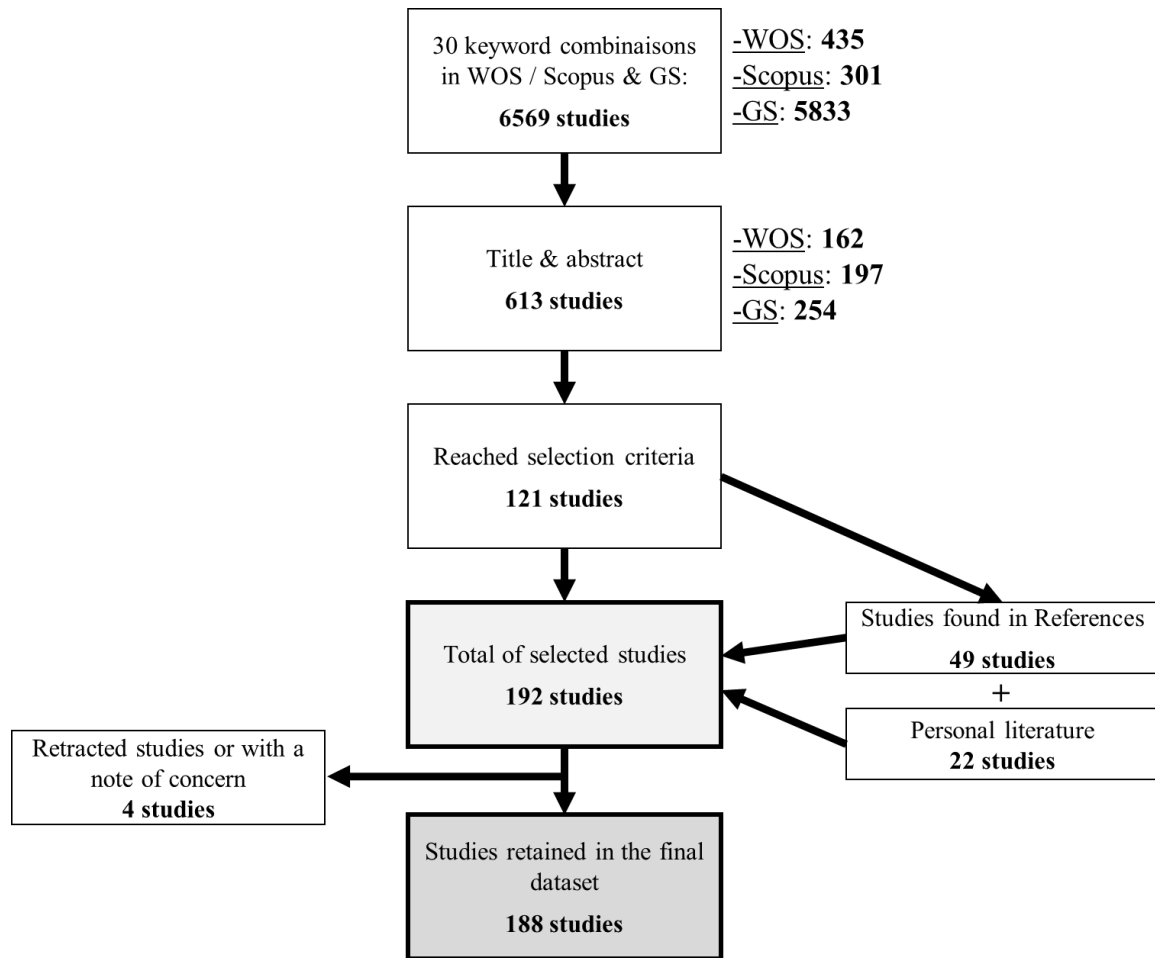 30 keyword combinaisons
in WOS / Scopus & GS:
6569 studies
-WOS: 435
-Scopus: 301
-GS: 5833
Title & abstract
613 studies
-WOS: 162
-Scopus: 197
-GS: 254
Reached selection criteria
121 studies
Total of selected studies
192 studies
Studies found in References
49 studies
+
Personal literature
22 studies
Retracted studies or with a
note of concern
4 studies
Studies retained in the final
dataset
188 studies